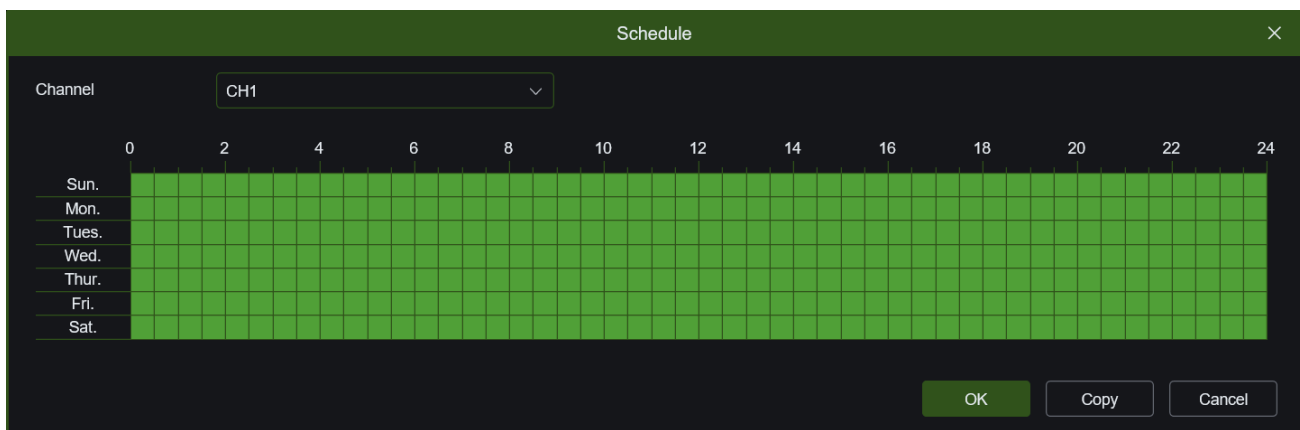 Schedule
Channel CH1
0 2 4 6 8 10 12 14 16 18 20 22 24
Sun.
Mon.
Tues.
Wed.
Thur.
Fri.
Sat.
OK Copy Cancel